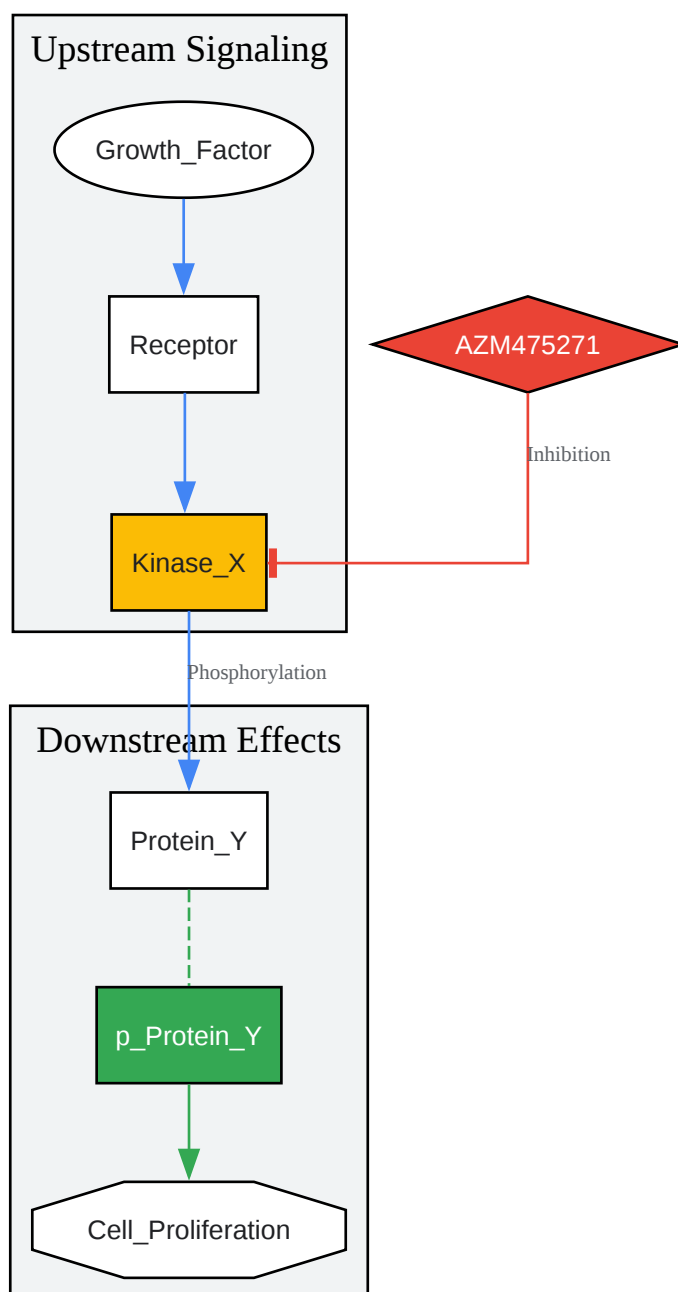 Upstream Signaling
Growth_Factor
Receptor
AZM475271
Inhibition
Kinase_X
Phosphorylation
Downstream Effects
Protein_Y
p_Protein_Y
Cell_Proliferation